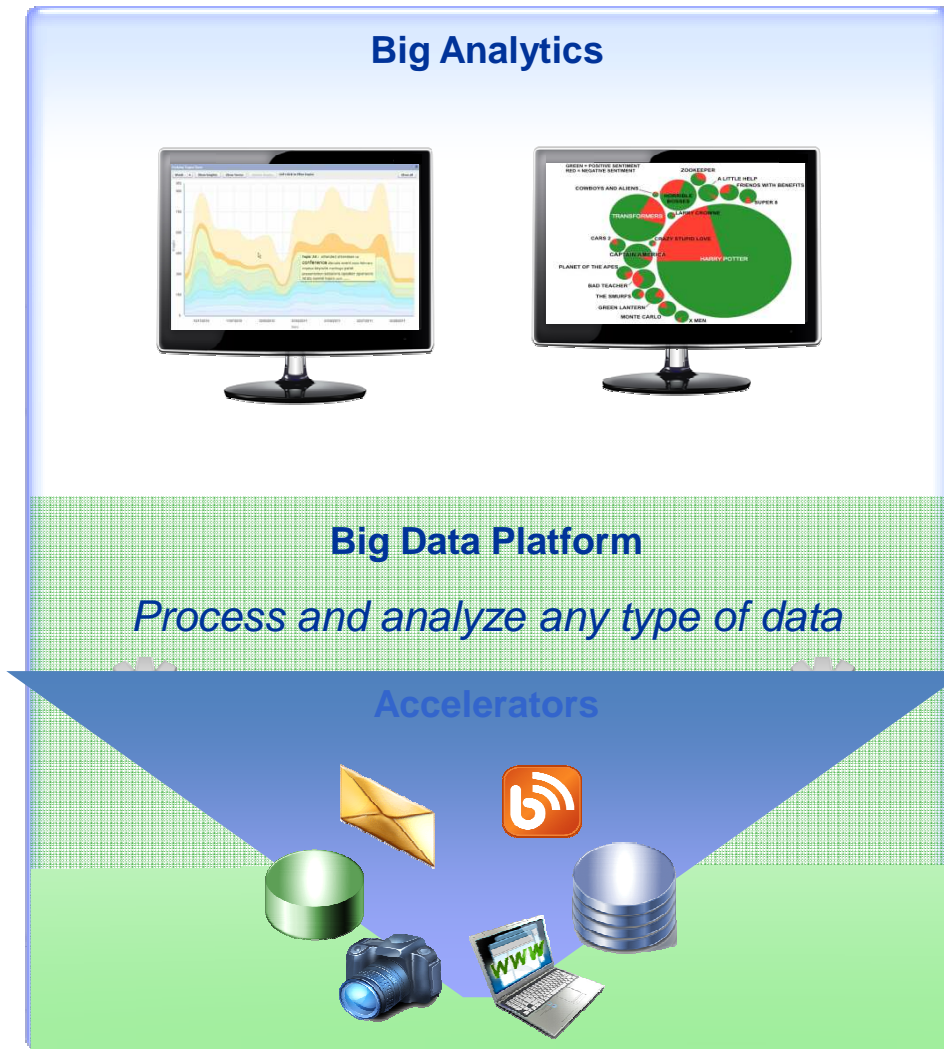 Big Analytics
GREEN = POSITIVE SENTIMENT
RED = NEGATIVE SENTIMENT
ZOOKEEPER
A LITTLE HELP
FRIENDS WITH BENEFITS
COWBOYS AND ALIENS
HORRIBLE
BOSSES
SUPER 8
TRANSFORMERS
LARRY CROWNE
CARS 2
CRAZY STUPID LOVE
CAPTAIN AMERICA
HARRY POTTER
PLANET OF THE APES
BAD TEACHER
THE SMURFS
GREEN LANTERN
MONTE CARLO
X MEN
conference
Big Data Platform
Process and analyze any type of data
Accelerators
www